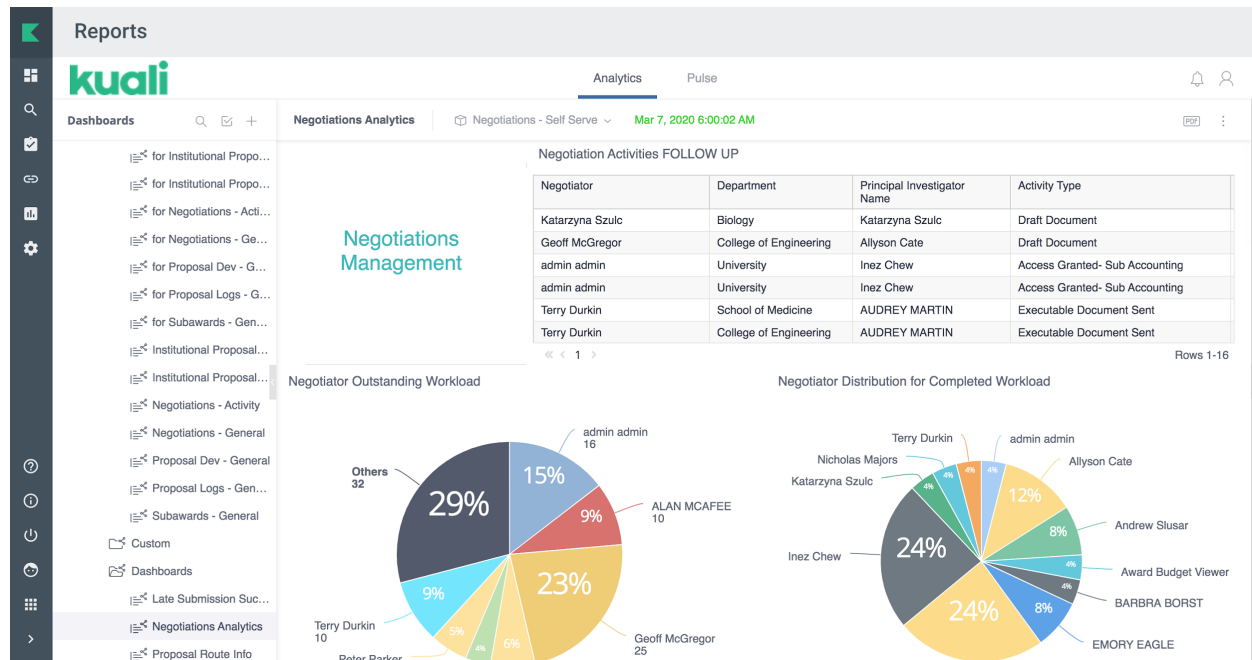 Reports
kuali
Analytics
Pulse
Dashboards
Negotiations Analytics
Negotiations - Self Serve
Mar 7, 2020 6:00:02 AM
PDF
for Institutional Propo...
for Institutional Propo...
for Negotiations - Acti...
for Negotiations - Ge...
for Proposal Dev - G...
for Proposal Logs - G...
for Subawards - Gen...
Institutional Proposal...
Institutional Proposal...
Negotiations - Activity
Negotiations - General
Proposal Dev - General
Proposal Logs - Gen...
Subawards - General
Custom
Dashboards
Late Submission Suc...
Negotiations Analytics
Proposal Route Info
Negotiations
Management
Negotiation Activities FOLLOW UP
Negotiator Department Principal Investigator Name Activity Type
Katarzyna Szulc Biology Katarzyna Szulc Draft Document
Geoff McGregor College of Engineering Allyson Cate Draft Document
admin admin University Inez Chew Access Granted- Sub Accounting
admin admin University Inez Chew Access Granted- Sub Accounting
Terry Durkin School of Medicine AUDREY MARTIN Executable Document Sent
Terry Durkin College of Engineering AUDREY MARTIN Executable Document Sent
1
Rows 1-16
Negotiator Outstanding Workload
admin admin
16
15%
ALAN MCAFEE
10
9%
Geoff McGregor
25
23%
6%
4%
Peter Parker
5%
Terry Durkin
10
9%
Others
32
29%
Negotiator Distribution for Completed Workload
admin admin
4%
Allyson Cate
12%
Andrew Slusar
8%
Award Budget Viewer
4%
BARBRA BORST
4%
EMORY EAGLE
8%
24%
Inez Chew
24%
Katarzyna Szulc
4%
Nicholas Majors
4%
Terry Durkin
4%